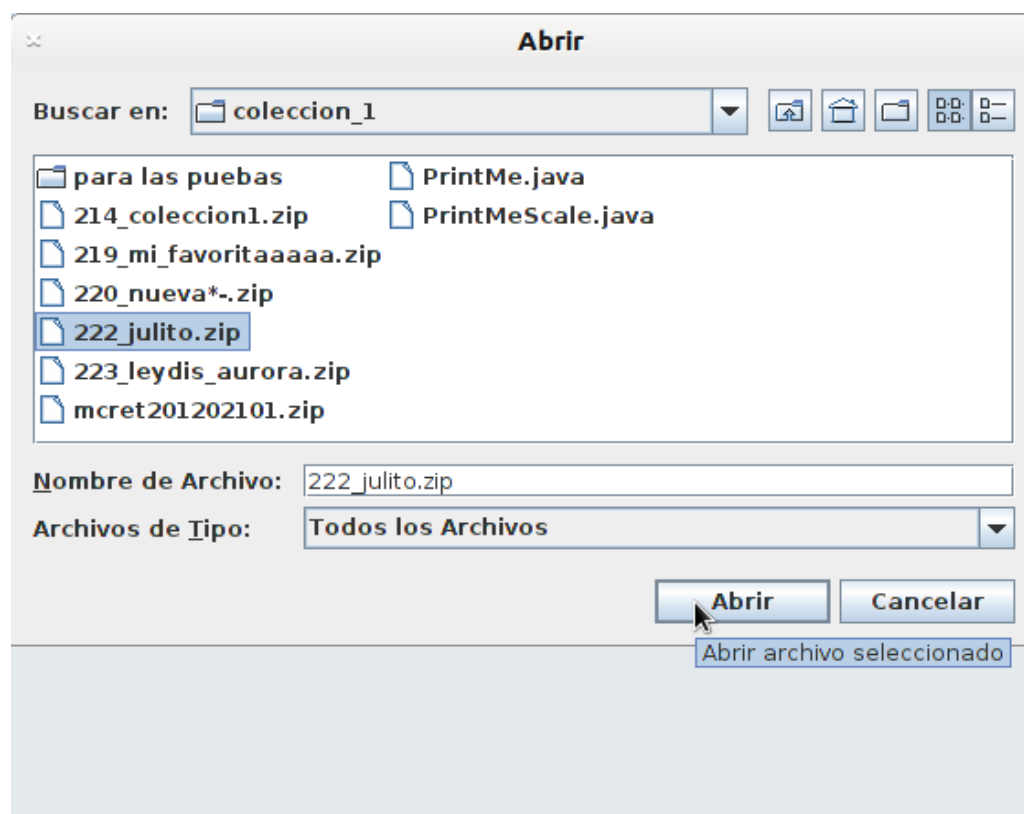 Abrir
Buscar en: coleccion_1
para las puebas
214_coleccion1.zip
219_mi_favoritaaaaa.zip
220_nueva*-.zip
222_julito.zip
223_leydis_aurora.zip
mcret201202101.zip
PrintMe.java
PrintMeScale.java
Nombre de Archivo: 222_julito.zip
Archivos de Tipo: Todos los Archivos
Abrir Cancelar
Abrir archivo seleccionado